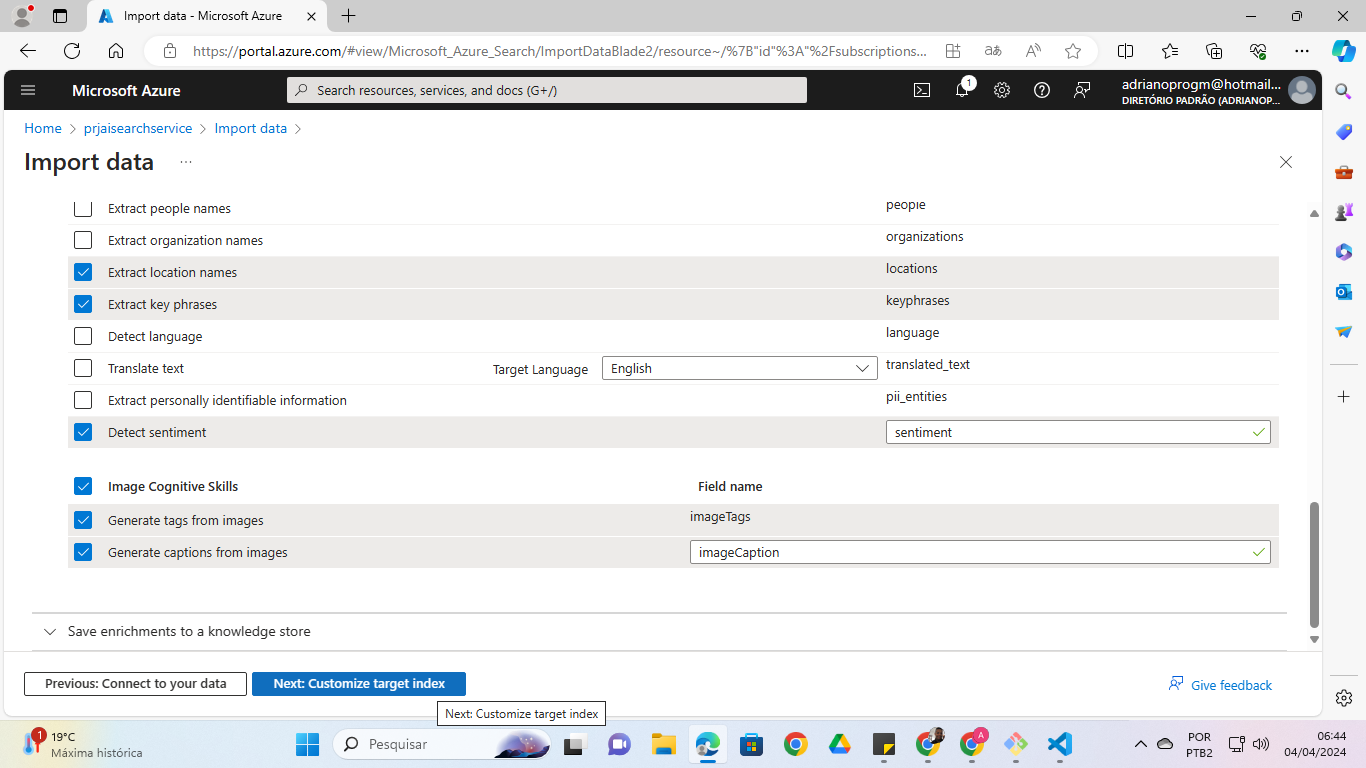 Import data - Microsoft Azure
https://portal.azure.com/#view/Microsoft_Azure_Search/ImportDataBlade2/resource~/%7B"id"%3A"%2Fsubscriptions...
Microsoft Azure
Search resources, services, and docs (G+/)
1
adrianoprogm@hotmail...
DIRETÓRIO PADRÃO (ADRIANOP...
Home > prjaisearchservice > Import data >
Import data ...
Extract people names people
Extract organization names organizations
Extract location names locations
Extract key phrases keyphrases
Detect language language
Translate text Target Language English translated_text
Extract personally identifiable information pii_entities
Detect sentiment sentiment
Image Cognitive Skills Field name
Generate tags from images imageTags
Generate captions from images imageCaption
Save enrichments to a knowledge store
Previous: Connect to your data Next: Customize target index Give feedback
Next: Customize target index
1 19°C
Máxima histórica
Pesquisar
A
POR
PTB2
06:44
04/04/2024